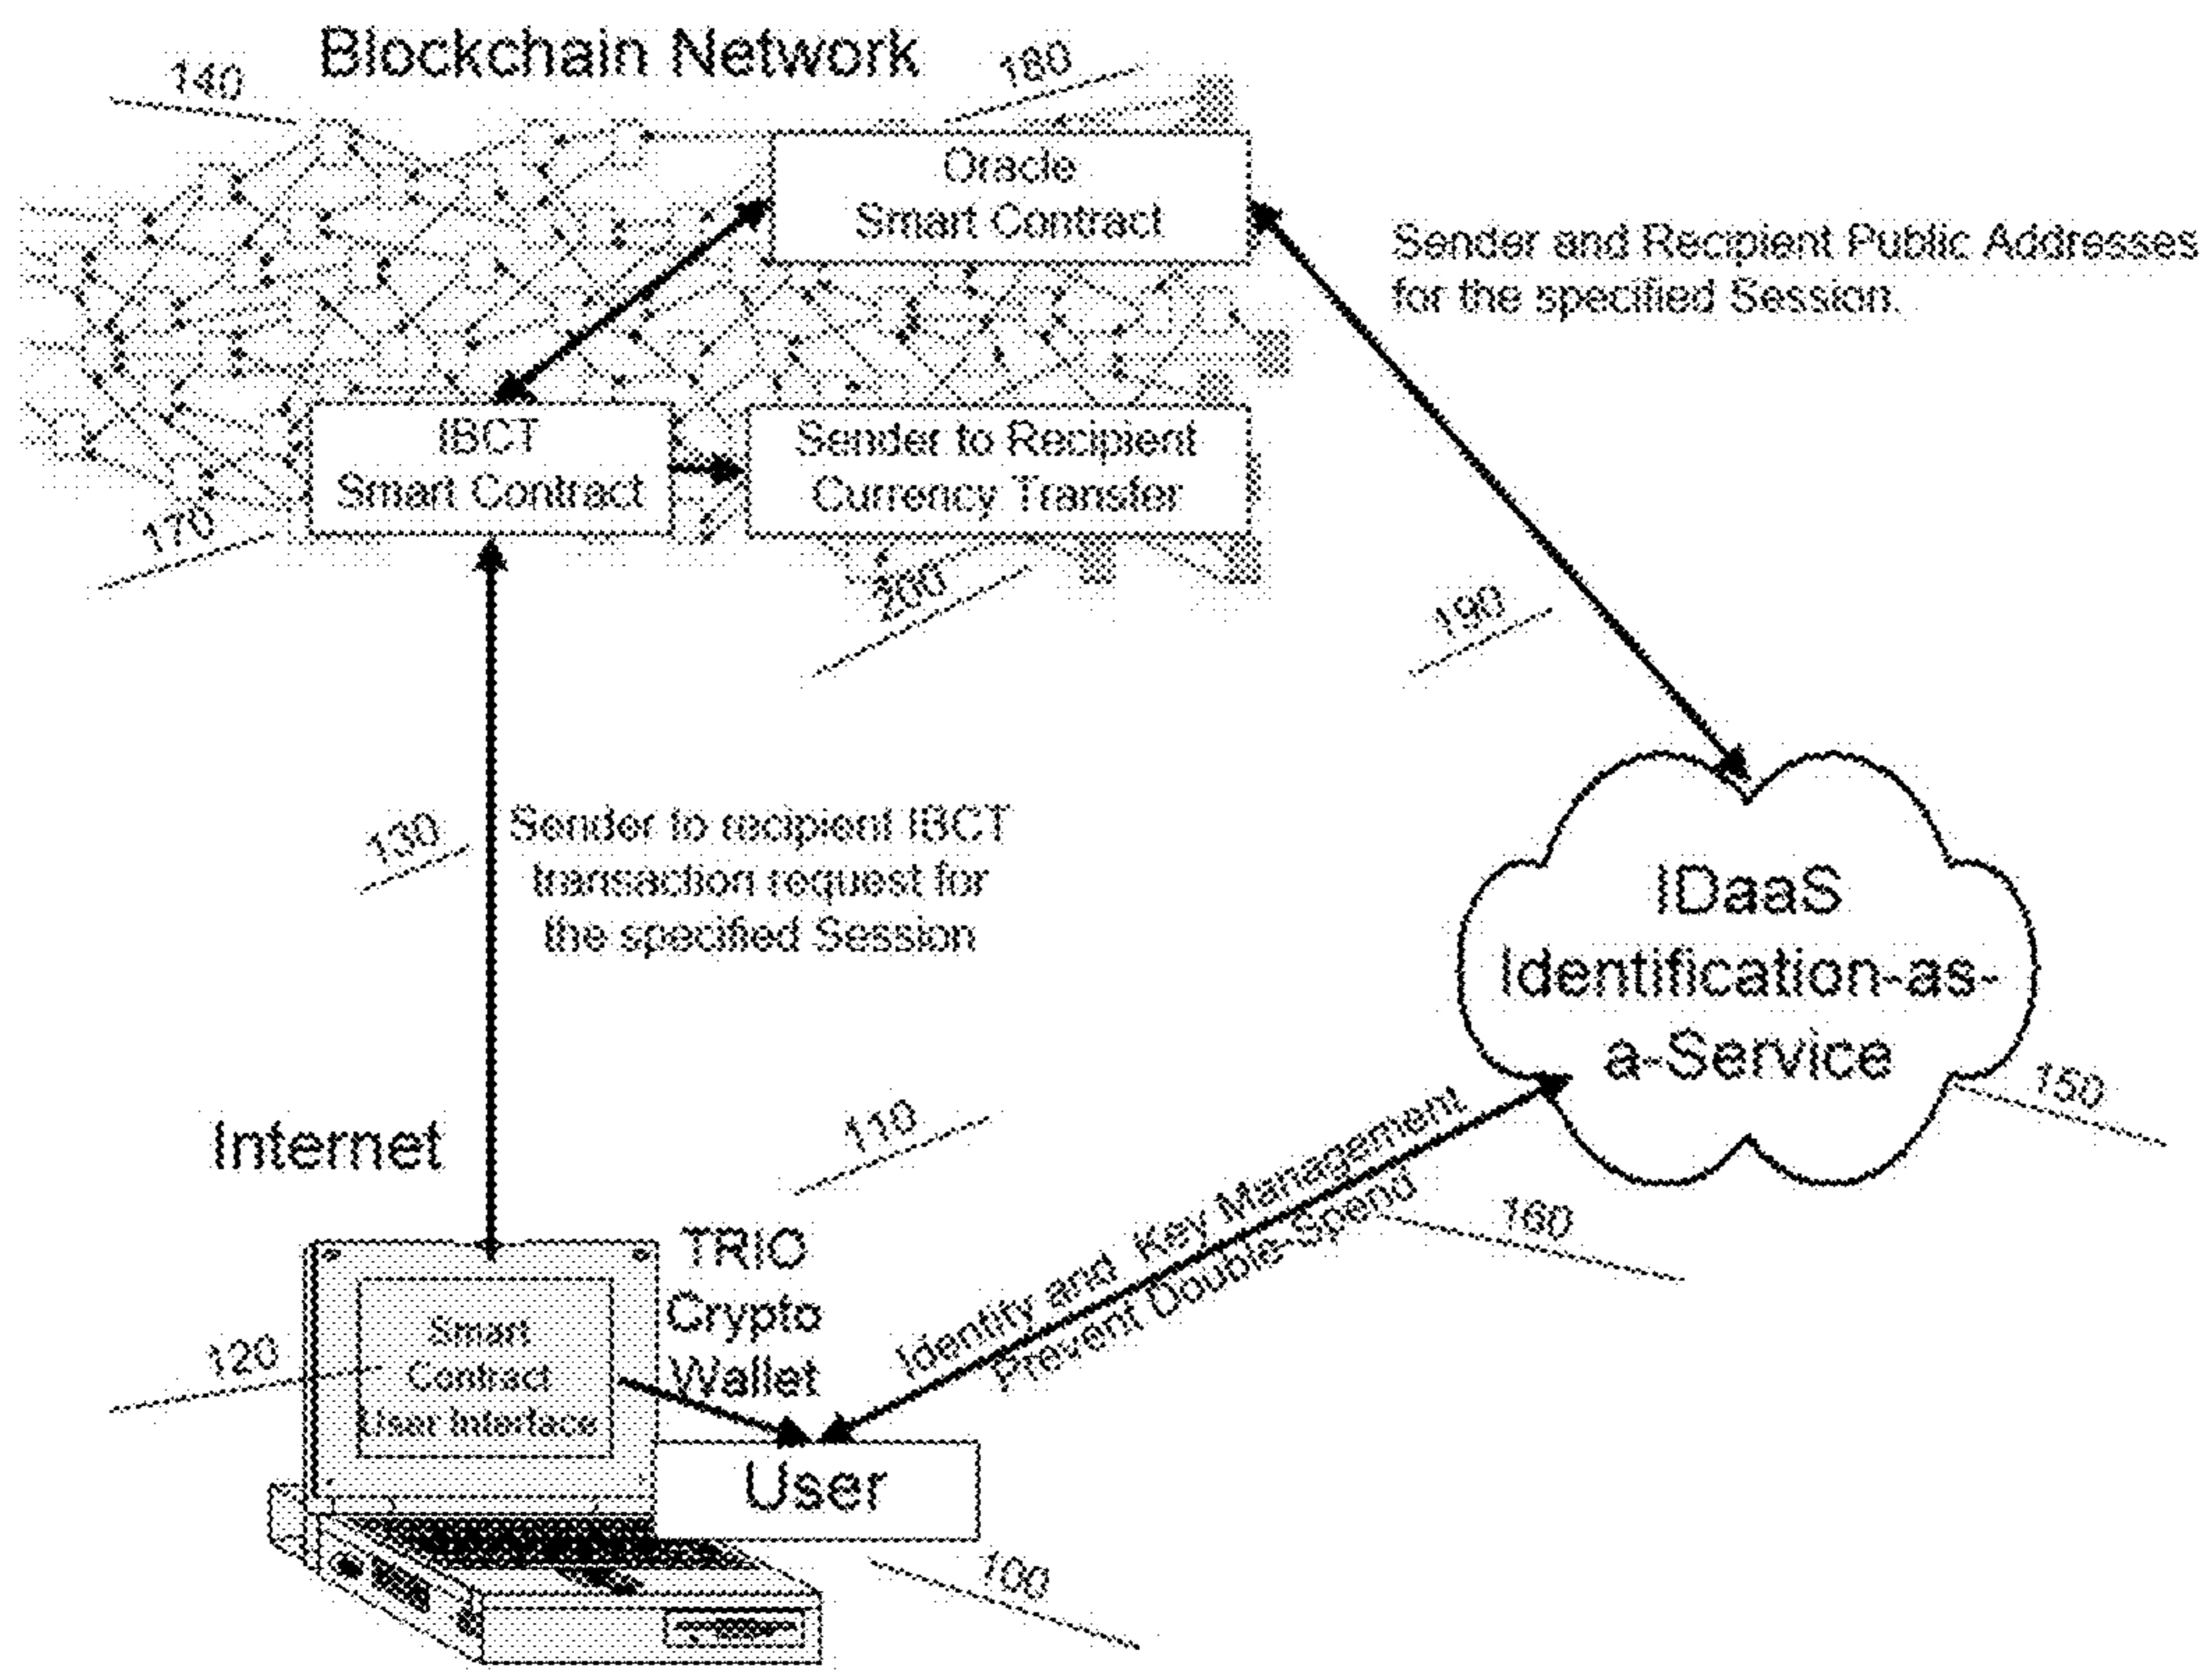 Blockchain Network
140
180
Oracle
Smart Contract
Sender and Recipient Public Addresses
for the specified Session.
IBCT
Smart Contract
Sender to Recipient
Currency Transfer
170
200
190
130
Sender to recipient IBCT
transaction request for
the specified Session
IDaaS
Identification-as-
a-Service
150
Internet
110
Identity and Key Management
Prevent Double-Spend
160
TRIO
Crypto
Wallet
120
Smart
Contract
User Interface
User
100